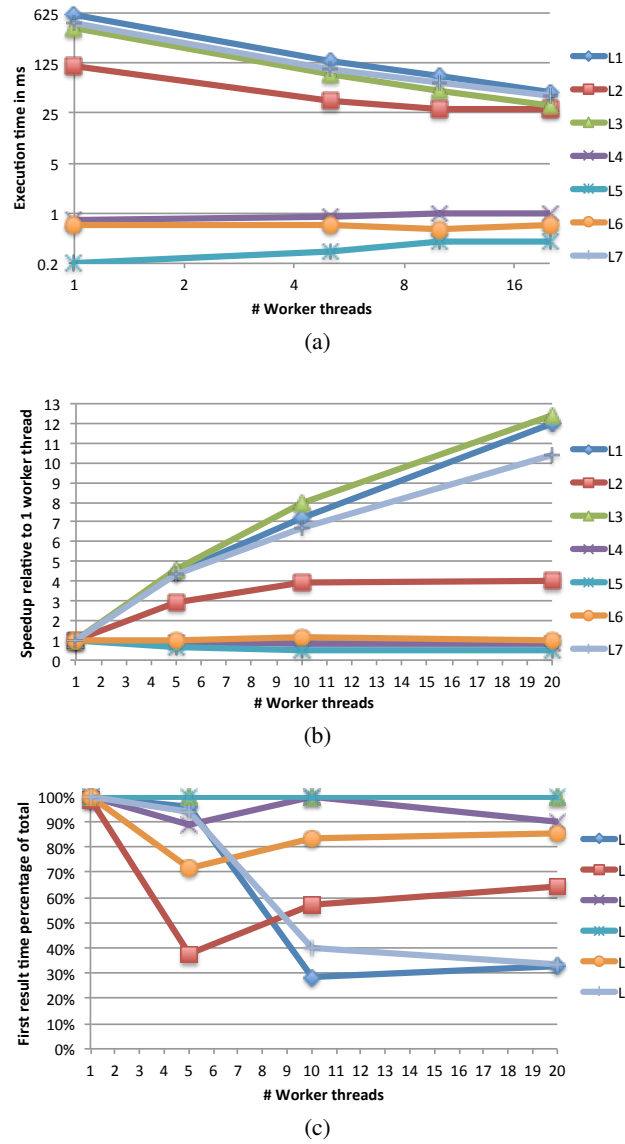 625
125
25
5
1
0.2
Execution time in ms
1
2
4
8
16
# Worker threads
L1
L2
L3
L4
L5
L6
L7
(a)
13
12
11
10
9
8
7
6
5
4
3
2
1
0
Speedup relative to 1 worker thread
1 2 3 4 5 6 7 8 9 10 11 12 13 14 15 16 17 18 19 20
# Worker threads
L1
L2
L3
L4
L5
L6
L7
(b)
100%
90%
80%
70%
60%
50%
40%
30%
20%
10%
0%
First result time percentage of total
1 2 3 4 5 6 7 8 9 10 11 12 13 14 15 16 17 18 19 20
# Worker threads
L
L
L
L
L
L
(c)